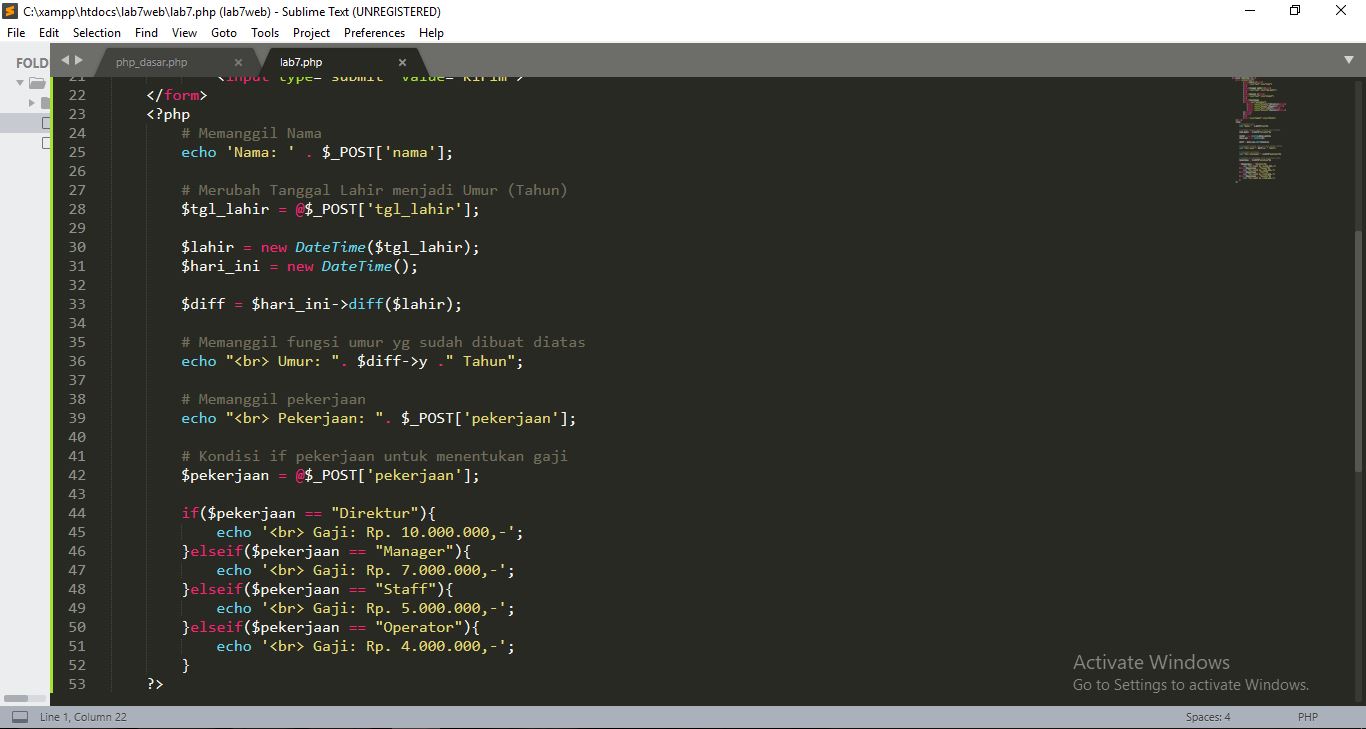 C:\xampp\htdocs\lab7web\lab7.php (lab7web) - Sublime Text (UNREGISTERED)
File Edit Selection Find View Goto Tools Project Preferences Help
FOLD
php_dasar.php × lab7.php ×
21 <input type="submit" value="Kirim">
22 </form>
23 <?php
24 # Memanggil Nama
25 echo 'Nama: ' . $_POST['nama'];
26
27 # Merubah Tanggal Lahir menjadi Umur (Tahun)
28 $tgl_lahir = @$_POST['tgl_lahir'];
29
30 $lahir = new DateTime($tgl_lahir);
31 $hari_ini = new DateTime();
32
33 $diff = $hari_ini->diff($lahir);
34
35 # Memanggil fungsi umur yg sudah dibuat diatas
36 echo "<br> Umur: ". $diff->y ." Tahun";
37
38 # Memanggil pekerjaan
39 echo "<br> Pekerjaan: ". $_POST['pekerjaan'];
40
41 # Kondisi if pekerjaan untuk menentukan gaji
42 $pekerjaan = @$_POST['pekerjaan'];
43
44 if($pekerjaan == "Direktur"){
45 echo '<br> Gaji: Rp. 10.000.000,-';
46 }elseif($pekerjaan == "Manager"){
47 echo '<br> Gaji: Rp. 7.000.000,-';
48 }elseif($pekerjaan == "Staff"){
49 echo '<br> Gaji: Rp. 5.000.000,-';
50 }elseif($pekerjaan == "Operator"){
51 echo '<br> Gaji: Rp. 4.000.000,-';
52 }
53 ?>
Activate Windows
Go to Settings to activate Windows.
Line 1, Column 22 Spaces: 4 PHP